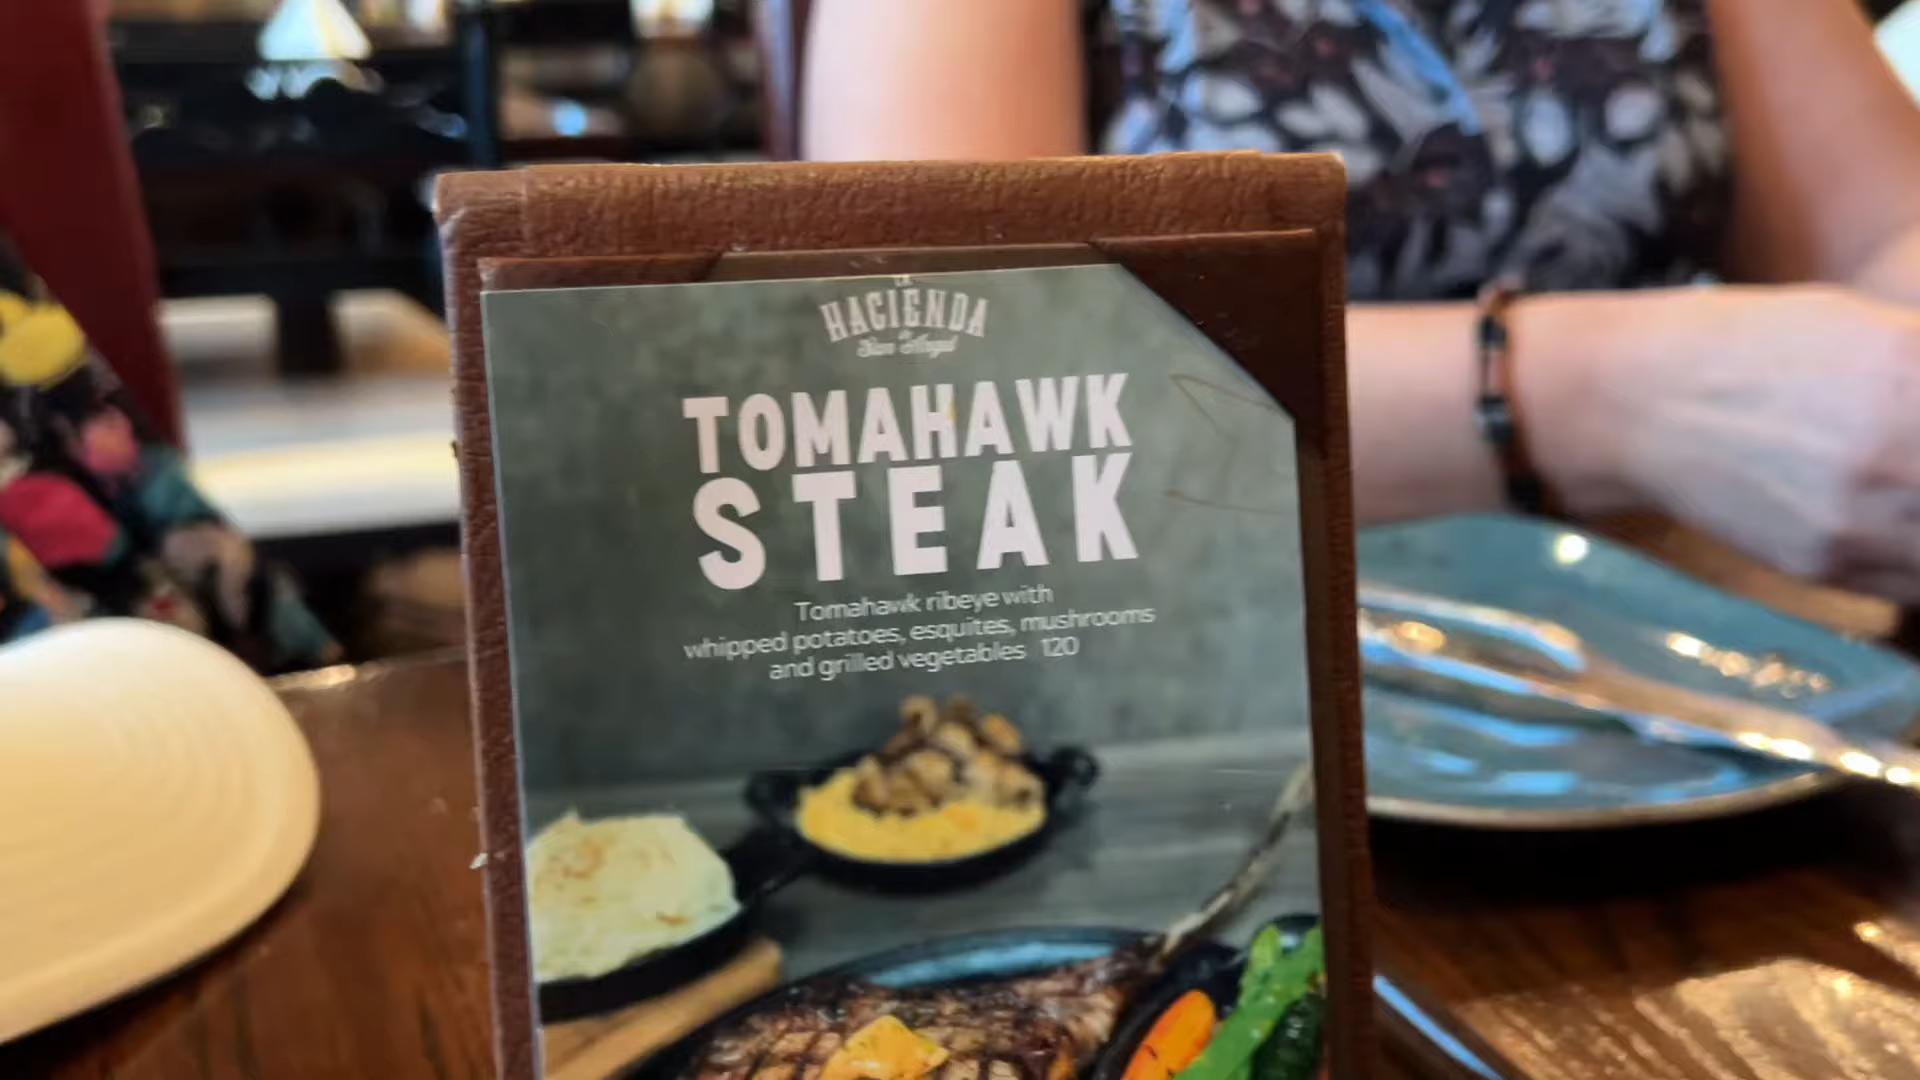 LA
HACIENDA
de
San Angel
TOMAHAWK
STEAK
Tomahawk ribeye with
whipped potatoes, esquites, mushrooms
and grilled vegetables 120